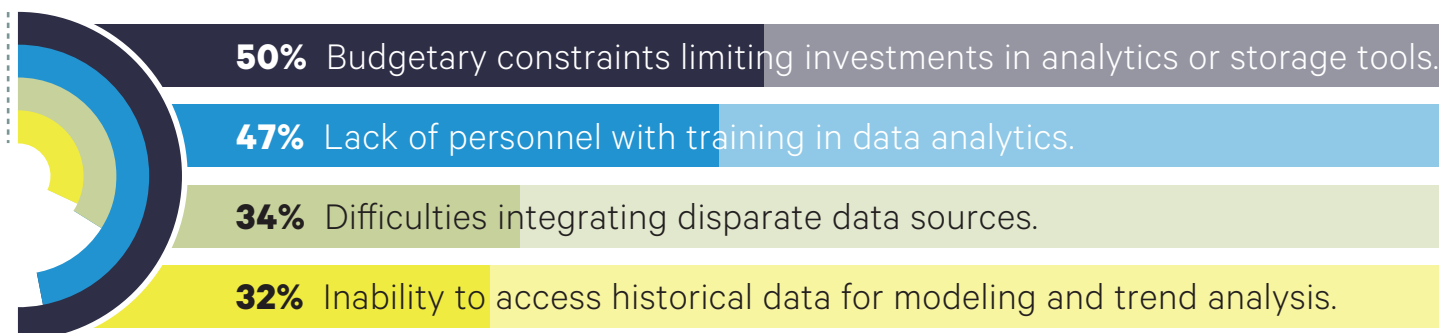 50% Budgetary constraints limiting investments in analytics or storage tools.
47% Lack of personnel with training in data analytics.
34% Difficulties integrating disparate data sources.
32% Inability to access historical data for modeling and trend analysis.